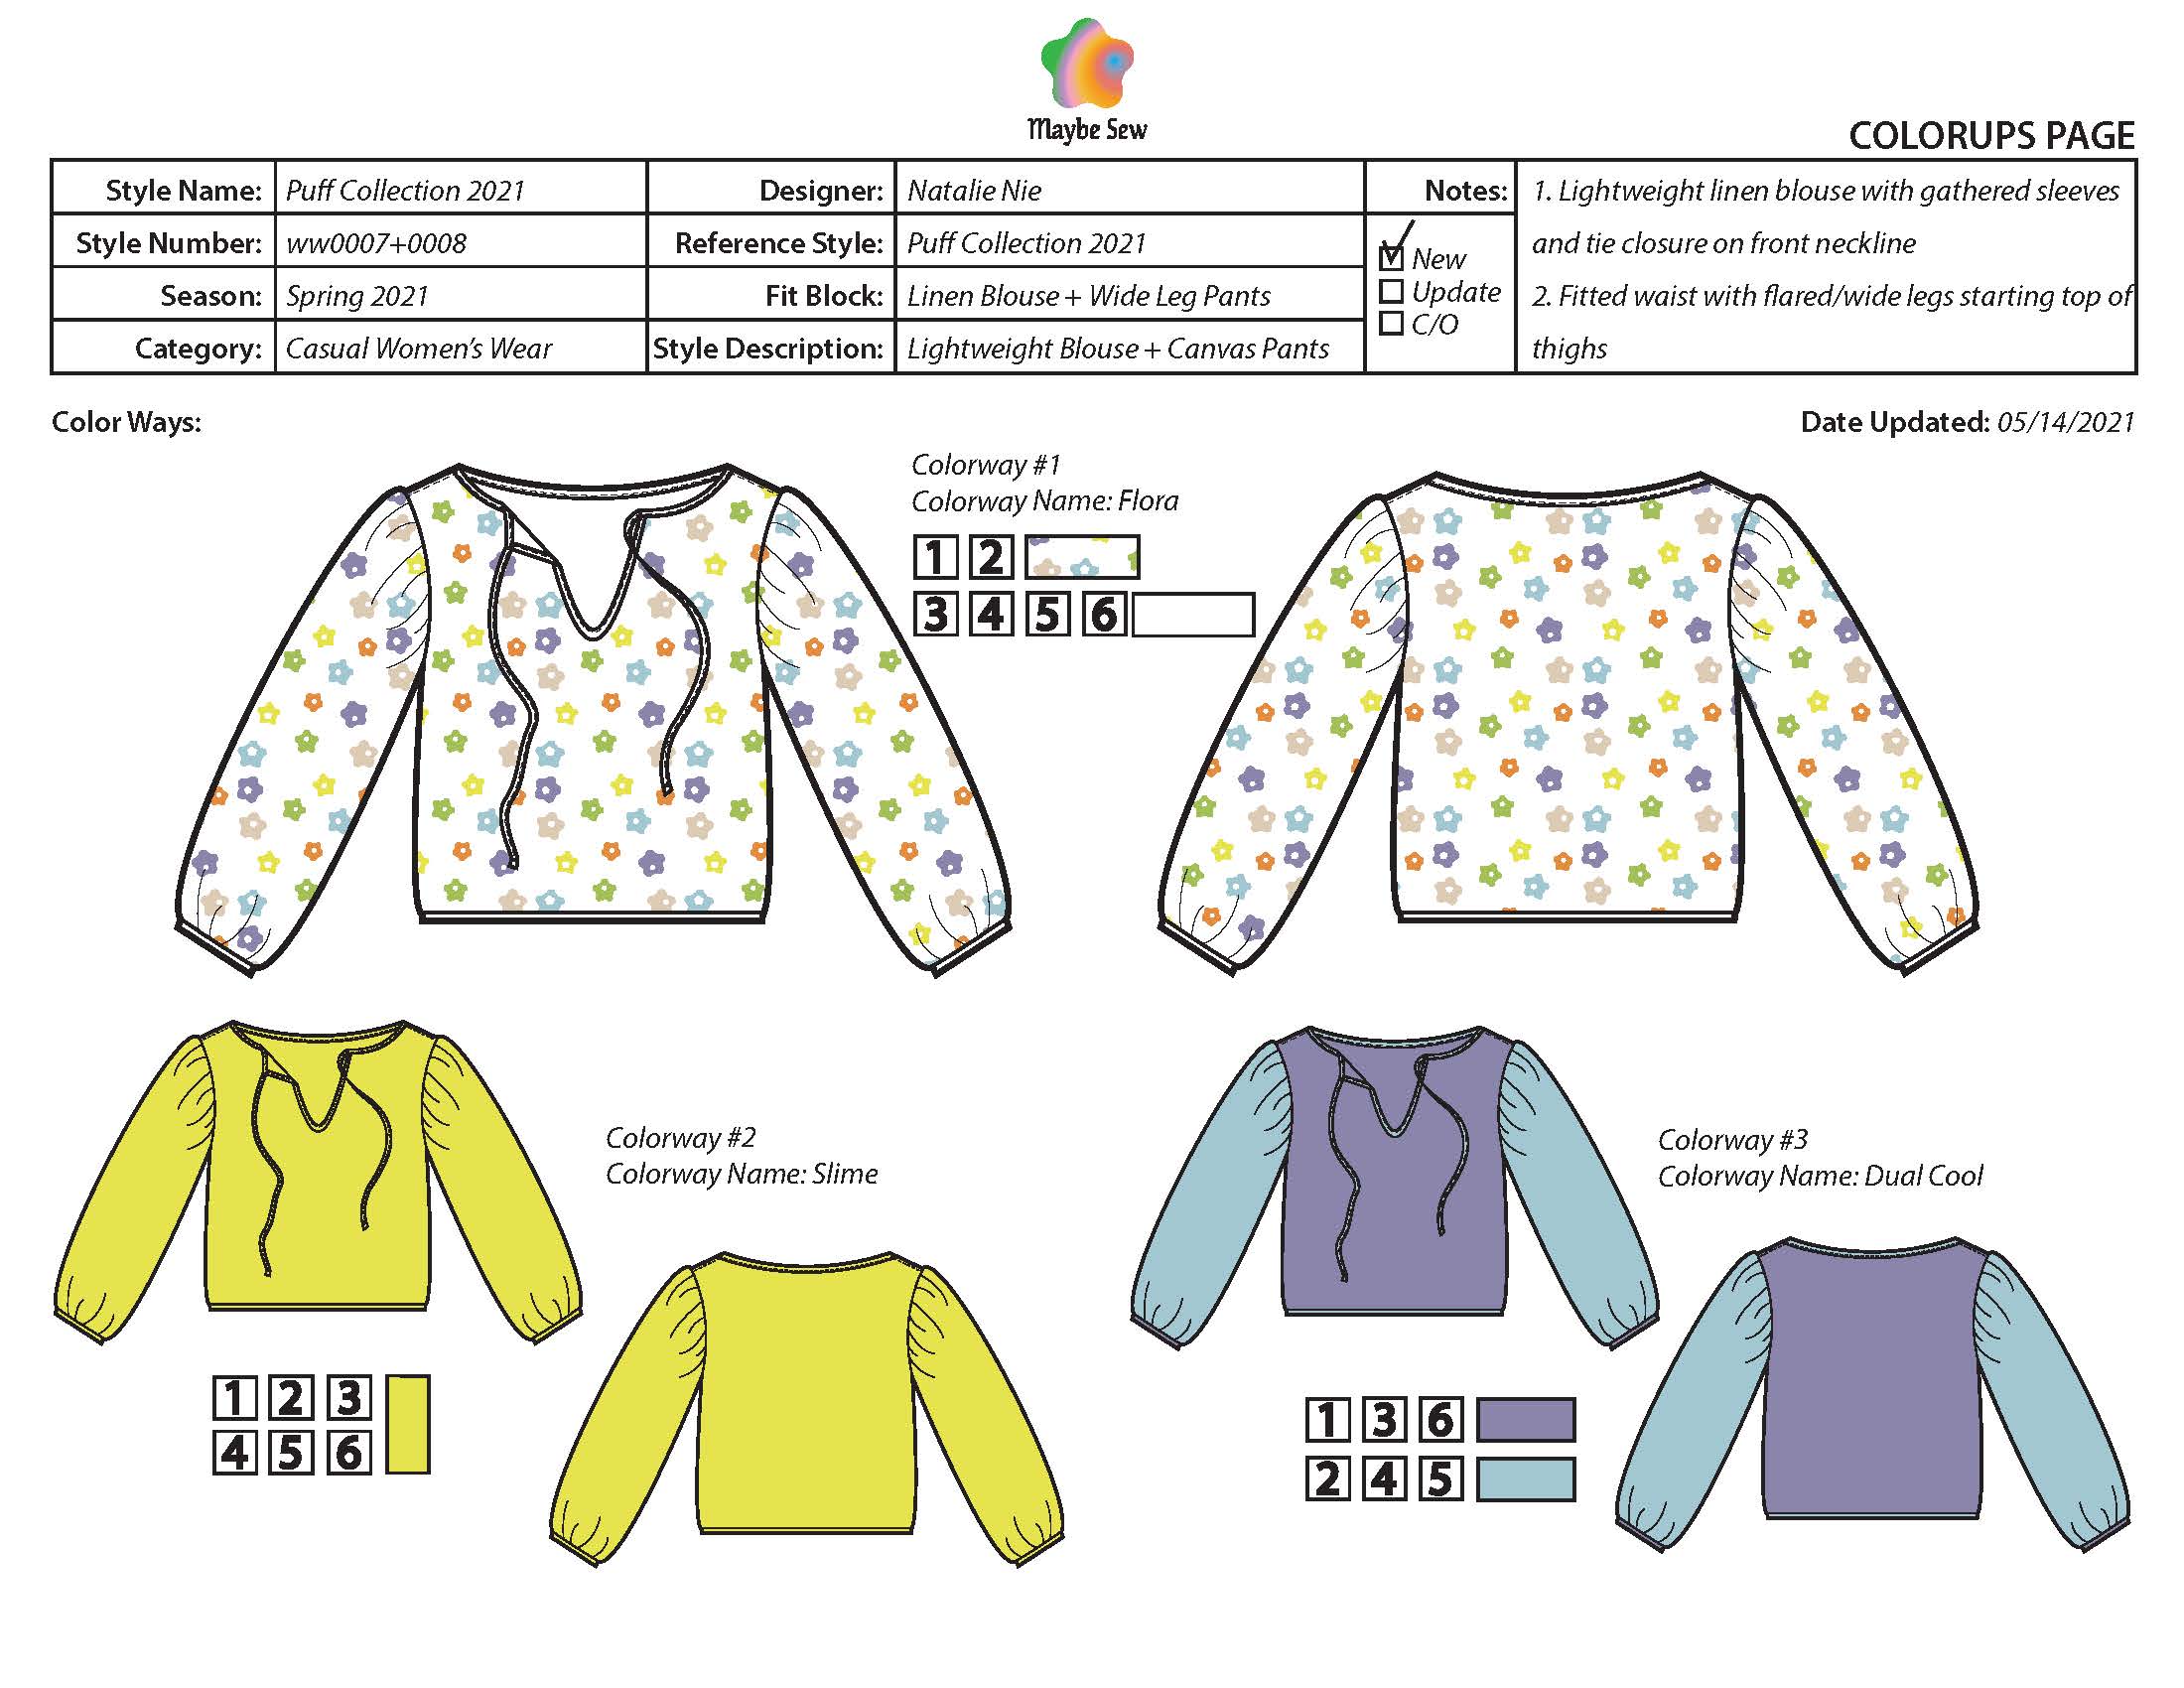 Maybe Sew
COLORUPS PAGE
Style Name: Puff Collection 2021 Designer: Natalie Nie Notes: 1. Lightweight linen blouse with gathered sleeves
Style Number: ww0007+0008 Reference Style: Puff Collection 2021 New and tie closure on front neckline
Season: Spring 2021 Fit Block: Linen Blouse + Wide Leg Pants Update 2. Fitted waist with flared/wide legs starting top of
Category: Casual Women's Wear Style Description: Lightweight Blouse + Canvas Pants C/O thighs
Color Ways: Date Updated: 05/14/2021
Colorway #1
Colorway Name: Flora
1 2
3 4 5 6
Colorway #2
Colorway Name: Slime
1 2 3
4 5 6
Colorway #3
Colorway Name: Dual Cool
1 3 6
2 4 5